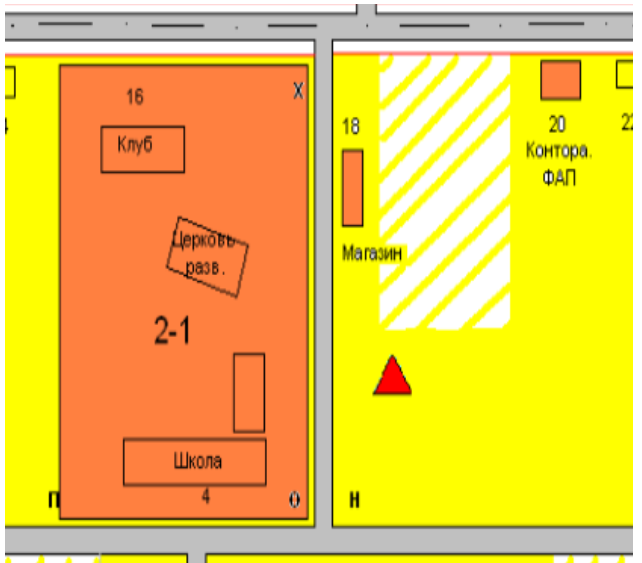 16
X
Клуб
Церковь
разв.
2-1
Школа
4
П
Ф
18
Магазин
20
Контора.
ФАП
22
Н